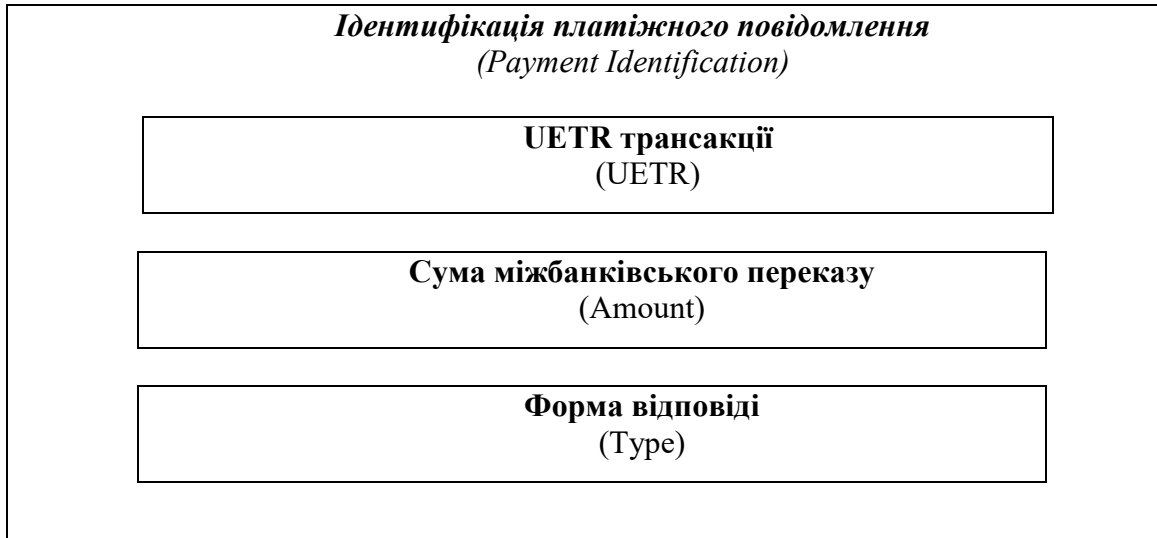 Ідентифікація платіжного повідомлення
(Payment Identification)
UETR трансакції
(UETR)
Сума міжбанківського переказу
(Amount)
Форма відповіді
(Type)